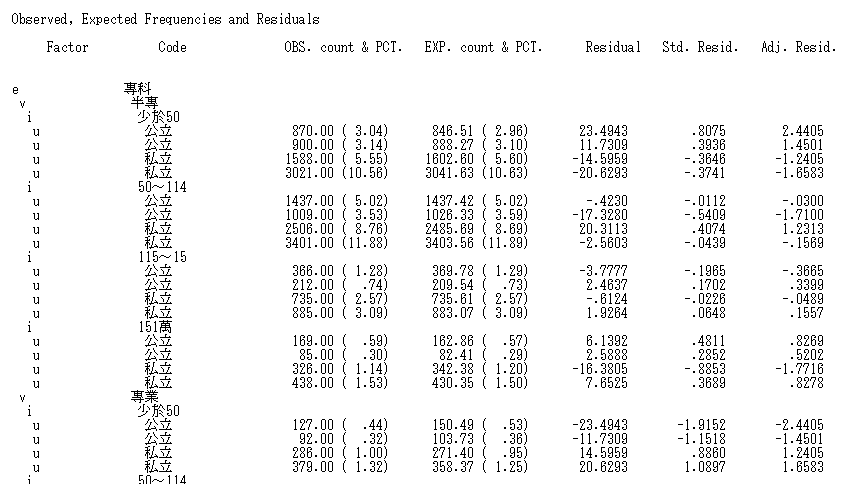 Observed, Expected Frequencies and Residuals
Factor Code OBS. count & PCT. EXP. count & PCT. Residual Std. Resid. Adj. Resid.
e 專科
v 半專
i 少於50
u 公立 870.00 ( 3.04) 846.51 ( 2.96) 23.4943 .8075 2.4405
u 公立 900.00 ( 3.14) 888.27 ( 3.10) 11.7309 .3936 1.4501
u 私立 1588.00 ( 5.55) 1602.60 ( 5.60) -14.5959 -.3646 -1.2405
u 私立 3021.00 (10.56) 3041.63 (10.63) -20.6293 -.3741 -1.6583
i 50～114
u 公立 1437.00 ( 5.02) 1437.42 ( 5.02) -.4230 -.0112 -.0300
u 公立 1009.00 ( 3.53) 1026.33 ( 3.59) -17.3280 -.5409 -1.7100
u 私立 2506.00 ( 8.76) 2485.69 ( 8.69) 20.3113 .4074 1.2313
u 私立 3401.00 (11.88) 3403.56 (11.89) -2.5603 -.0439 -.1569
i 115～15
u 公立 366.00 ( 1.28) 369.78 ( 1.29) -3.7777 -.1965 -.3665
u 公立 212.00 ( .74) 209.54 ( .73) 2.4637 .1702 .3399
u 私立 735.00 ( 2.57) 735.61 ( 2.57) -.6124 -.0226 -.0489
u 私立 885.00 ( 3.09) 883.07 ( 3.09) 1.9264 .0648 .1557
i 151萬
u 公立 169.00 ( .59) 162.86 ( .57) 6.1392 .4811 .8269
u 公立 85.00 ( .30) 82.41 ( .29) 2.5888 .2852 .5202
u 私立 326.00 ( 1.14) 342.38 ( 1.20) -16.3805 -.8853 -1.7716
u 私立 438.00 ( 1.53) 430.35 ( 1.50) 7.6525 .3689 .8278
v 專業
i 少於50
u 公立 127.00 ( .44) 150.49 ( .53) -23.4943 -1.9152 -2.4405
u 公立 92.00 ( .32) 103.73 ( .36) -11.7309 -1.1518 -1.4501
u 私立 286.00 ( 1.00) 271.40 ( .95) 14.5959 .8860 1.2405
u 私立 379.00 ( 1.32) 358.37 ( 1.25) 20.6293 1.0897 1.6583
i 50～114